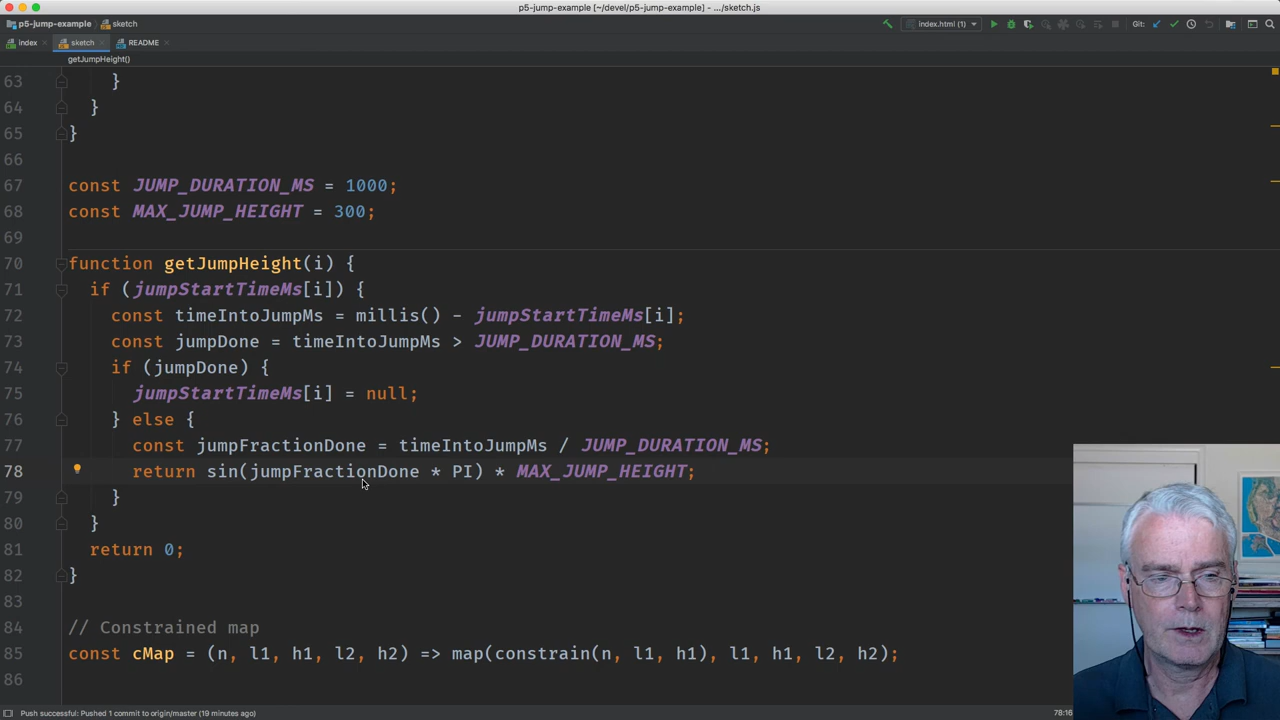 p5-jump-example [~/devel/p5-jump-example] - .../sketch.js
p5-jump-example sketch
index.html (1)
Git:
index
sketch
README
getJumpHeight()
63 }
64 }
65 }
66
67 const JUMP_DURATION_MS = 1000;
68 const MAX_JUMP_HEIGHT = 300;
69
70 function getJumpHeight(i) {
71 if (jumpStartTimeMs[i]) {
72 const timeIntoJumpMs = millis() - jumpStartTimeMs[i];
73 const jumpDone = timeIntoJumpMs > JUMP_DURATION_MS;
74 if (jumpDone) {
75 jumpStartTimeMs[i] = null;
76 } else {
77 const jumpFractionDone = timeIntoJumpMs / JUMP_DURATION_MS;
78 return sin(jumpFractionDone * PI) * MAX_JUMP_HEIGHT;
79 }
80 }
81 return 0;
82 }
83
84 // Constrained map
85 const cMap = (n, l1, h1, l2, h2) => map(constrain(n, l1, h1), l1, h1, l2, h2);
86
Push successful: Pushed 1 commit to origin/master (19 minutes ago)
78:16